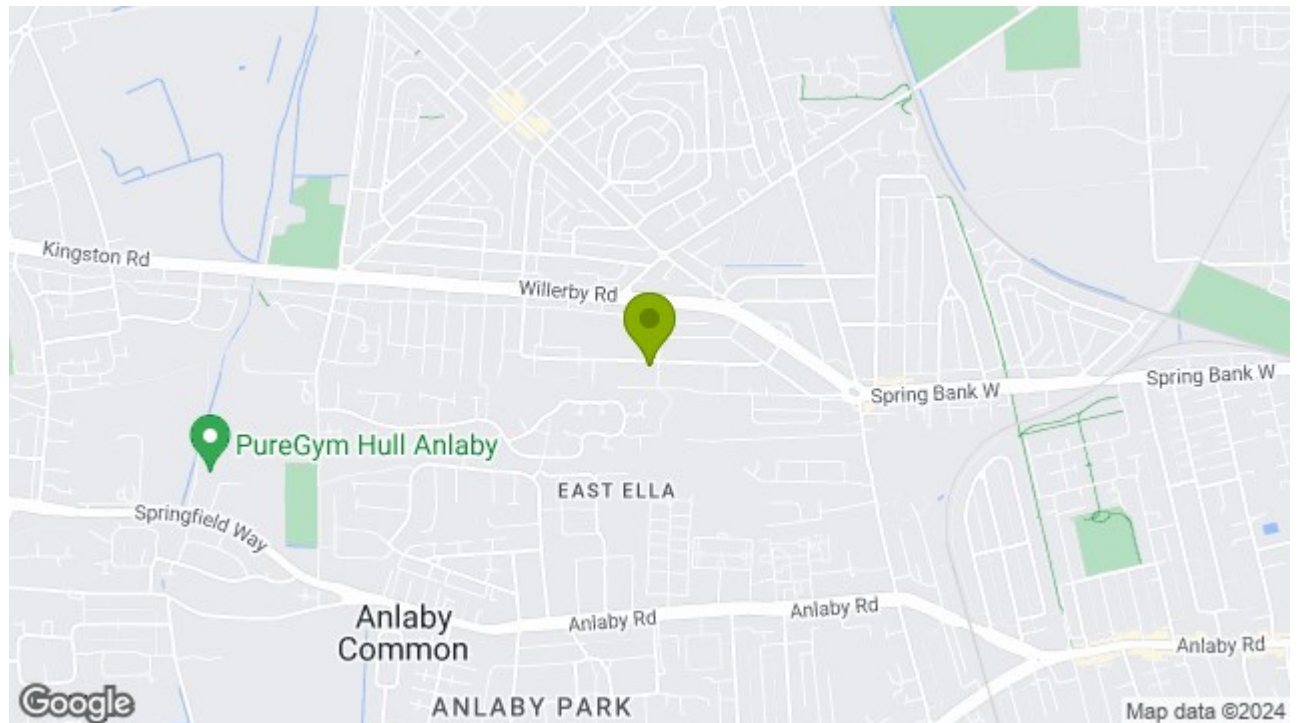 Kingston Rd
Willerby Rd
Spring Bank W
Spring Bank W
PureGym Hull Anlaby
EAST ELLA
Springfield Way
Anlaby
Common
Anlaby Rd
Anlaby Rd
Anlaby Rd
ANLABY PARK
Google
Map data ©2024